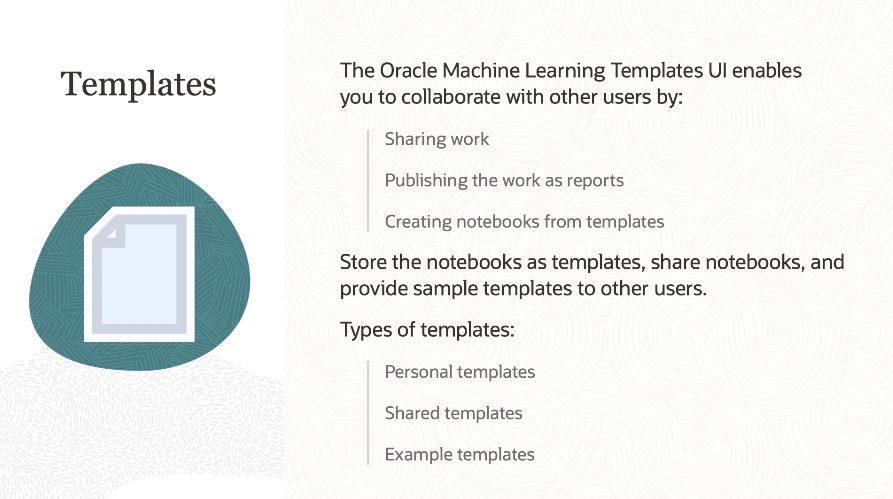 Templates
The Oracle Machine Learning Templates UI enables
you to collaborate with other users by:
Sharing work
Publishing the work as reports
Creating notebooks from templates
Store the notebooks as templates, share notebooks, and
provide sample templates to other users.
Types of templates:
Personal templates
Shared templates
Example templates